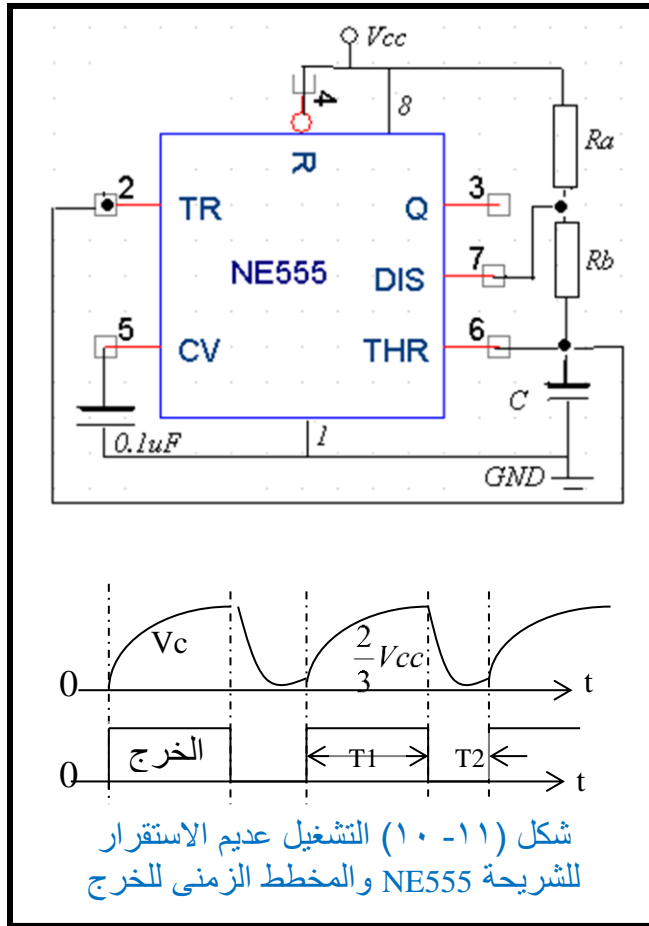 Vcc
4
8
Ra
R
2
TR
Q
3
NE555
DIS
7
Rb
5
CV
THR
6
C
0.1uF
1
GND
Vc
2/3 Vcc
0
t
الخرج
T1
T2
0
t
شكل (١١- ١٠) التشغيل عديم الاستقرار
للشريحة NE555 والمخطط الزمنى للخرج